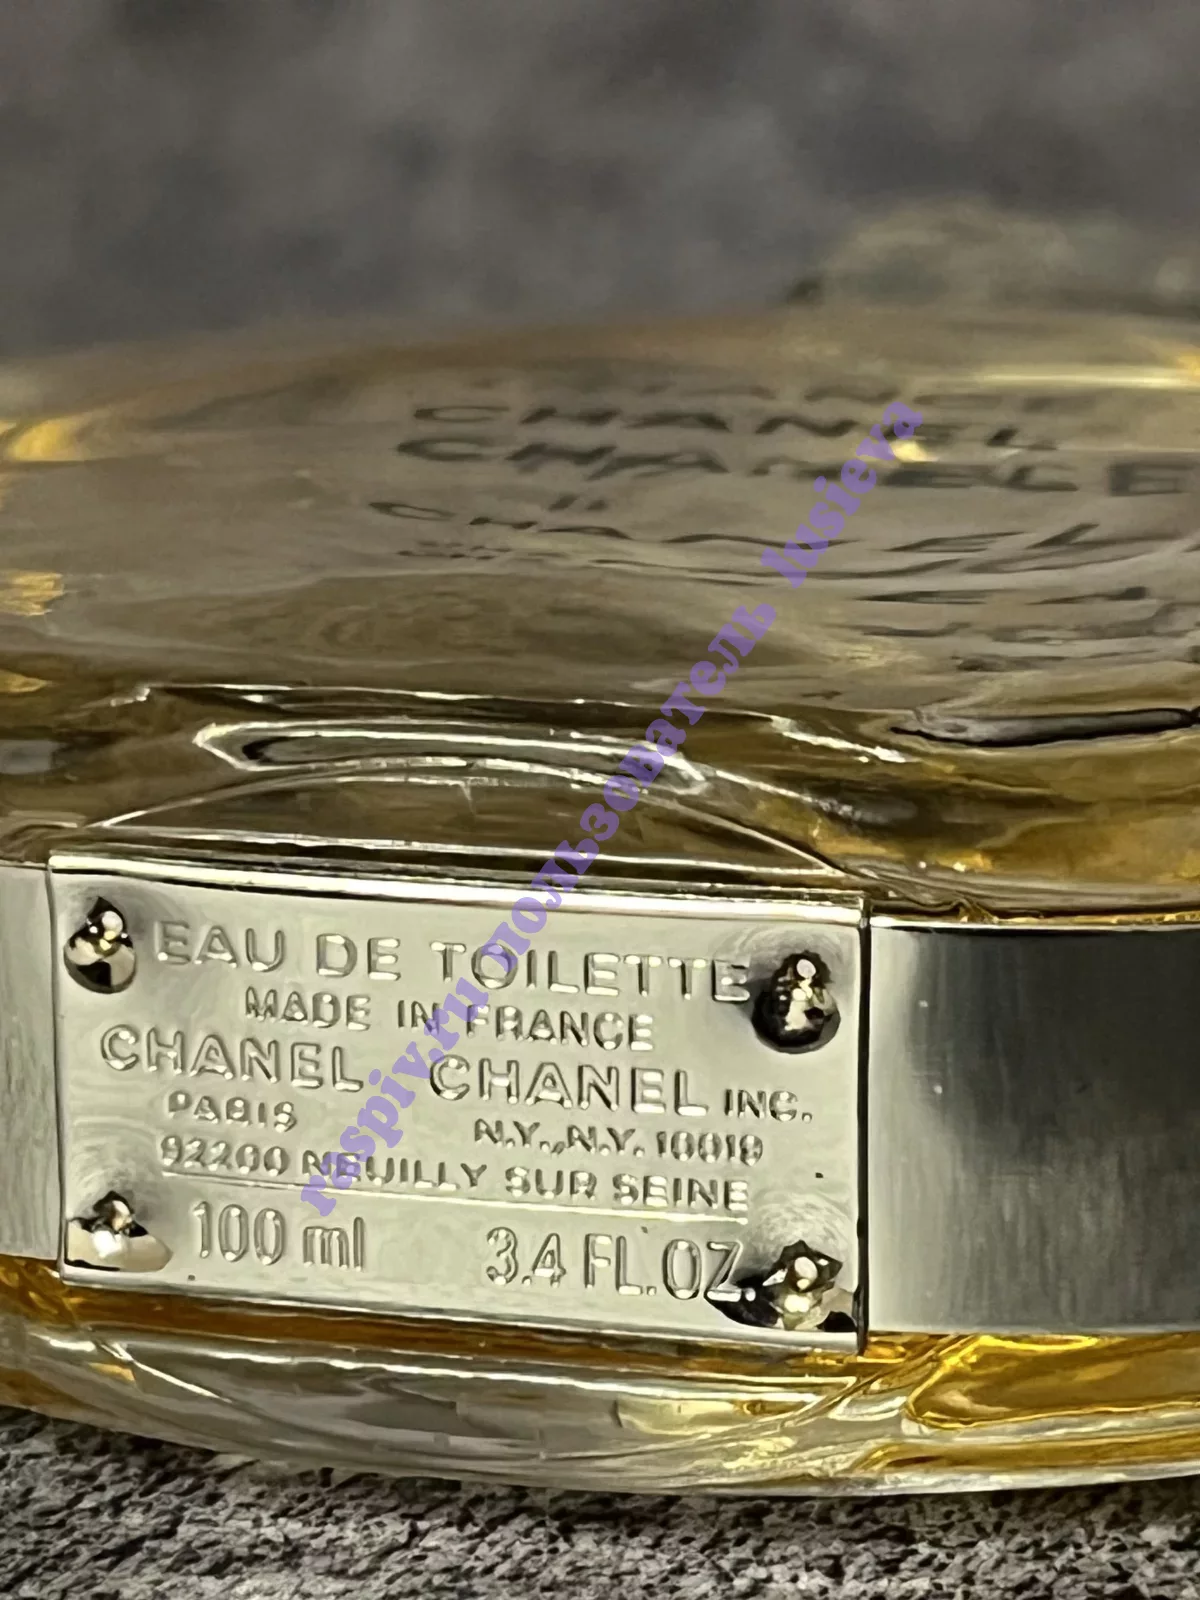 CHANEL
CHANEL
EAU DE TOILETTE
MADE IN FRANCE
CHANEL CHANEL INC.
PARIS N.Y., N.Y. 10019
92200 NEUILLY SUR SEINE
100 ml 3.4 FL.OZ.
raspiv.ru пользователь lusieva